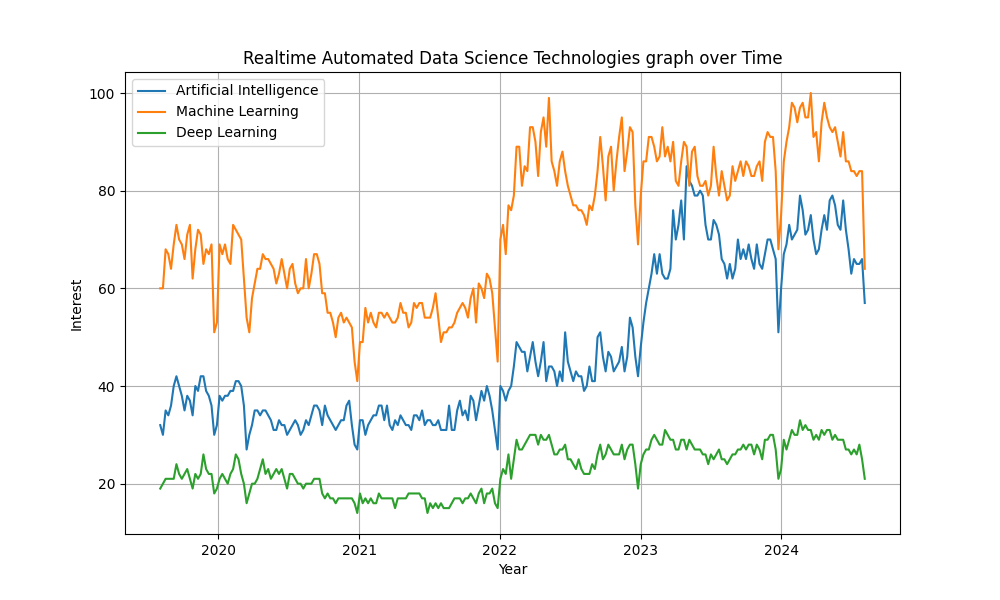 Realtime Automated Data Science Technologies graph over Time
Artificial Intelligence
Machine Learning
Deep Learning
100
80
60
40
20
Interest
2020 2021 2022 2023 2024
Year